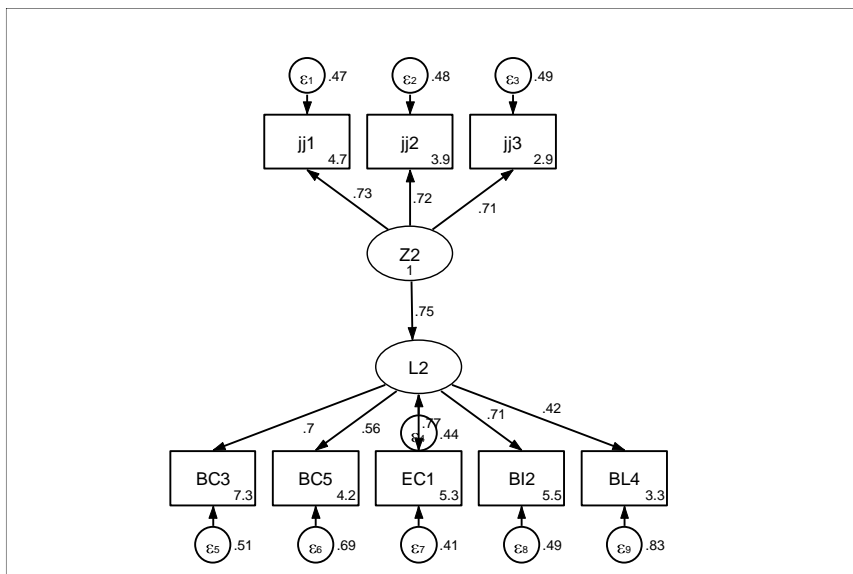 ε1 .47 ε2 .48 ε3 .49
jj1 4.7 jj2 3.9 jj3 2.9
.73 .72 .71
Z2
1
.75
L2
.7 .56 .77 .71 .42
ε4 .44
BC3 7.3 BC5 4.2 EC1 5.3 BI2 5.5 BL4 3.3
ε5 .51 ε6 .69 ε7 .41 ε8 .49 ε9 .83